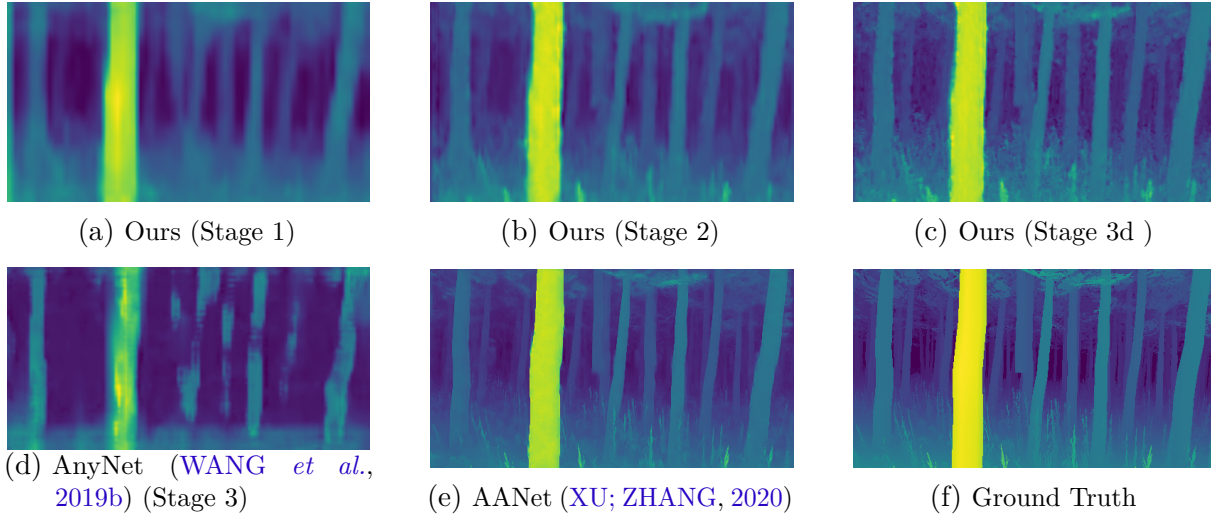 (a) Ours (Stage 1)
(b) Ours (Stage 2)
(c) Ours (Stage 3d )
(d) AnyNet (WANG et al.,
2019b) (Stage 3)
(e) AANet (XU; ZHANG, 2020)
(f) Ground Truth